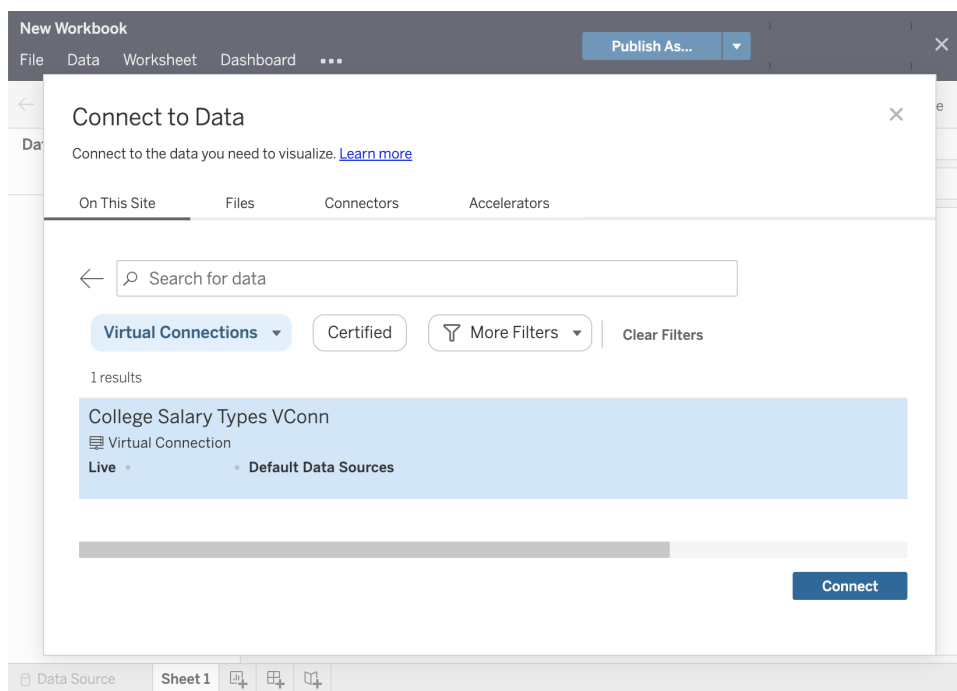 New Workbook
File Data Worksheet Dashboard
Publish As...
Connect to Data
Connect to the data you need to visualize. Learn more
On This Site Files Connectors Accelerators
Search for data
Virtual Connections Certified More Filters Clear Filters
1 results
College Salary Types VConn
Virtual Connection
Live • • Default Data Sources
Connect
Data Source Sheet 1